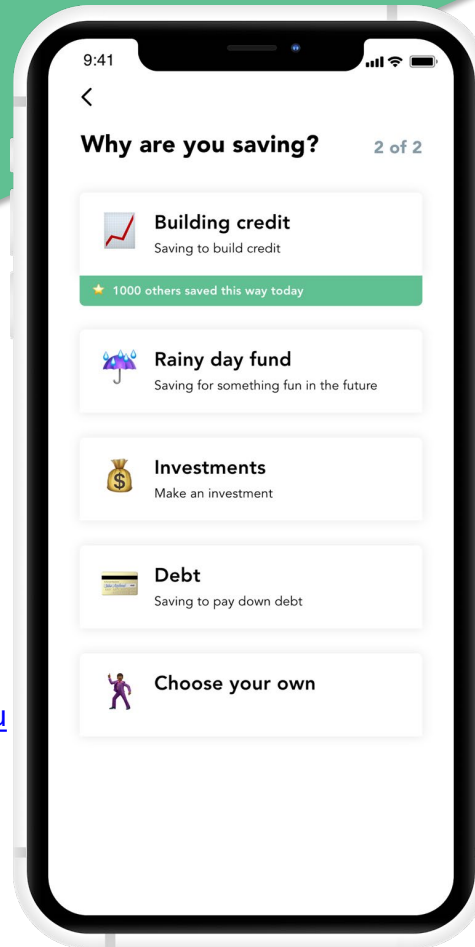 9:41
Why are you saving?
2 of 2
Building credit
Saving to build credit
1000 others saved this way today
Rainy day fund
Saving for something fun in the future
Investments
Make an investment
Debt
Saving to pay down debt
Choose your own
u